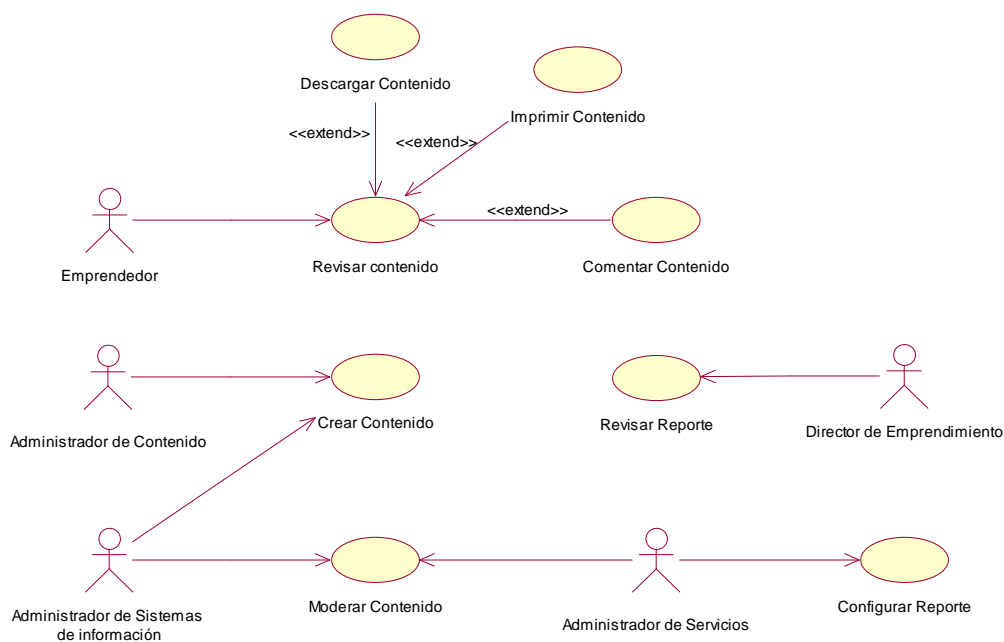 Descargar Contenido
Imprimir Contenido
<<extend>>
<<extend>>
<<extend>>
Emprendedor
Revisar contenido
Comentar Contenido
Administrador de Contenido
Crear Contenido
Revisar Reporte
Director de Emprendimiento
Administrador de Sistemas
de información
Moderar Contenido
Administrador de Servicios
Configurar Reporte